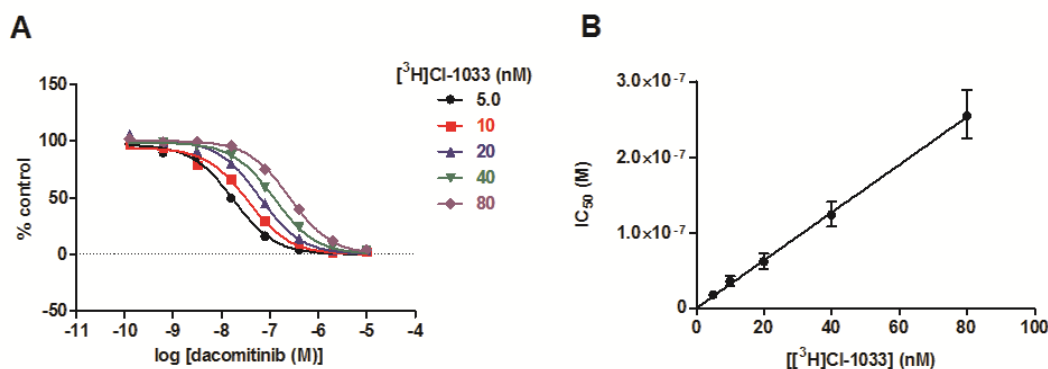 A
[³H]CI-1033 (nM)
5.0
10
20
40
80
150
100
50
0
-50
% control
-11 -10 -9 -8 -7 -6 -5 -4
log [dacomitinib (M)]
B
3.0×10⁻⁷
2.0×10⁻⁷
1.0×10⁻⁷
0
IC₅₀ (M)
0 20 40 60 80 100
[[³H]CI-1033] (nM)